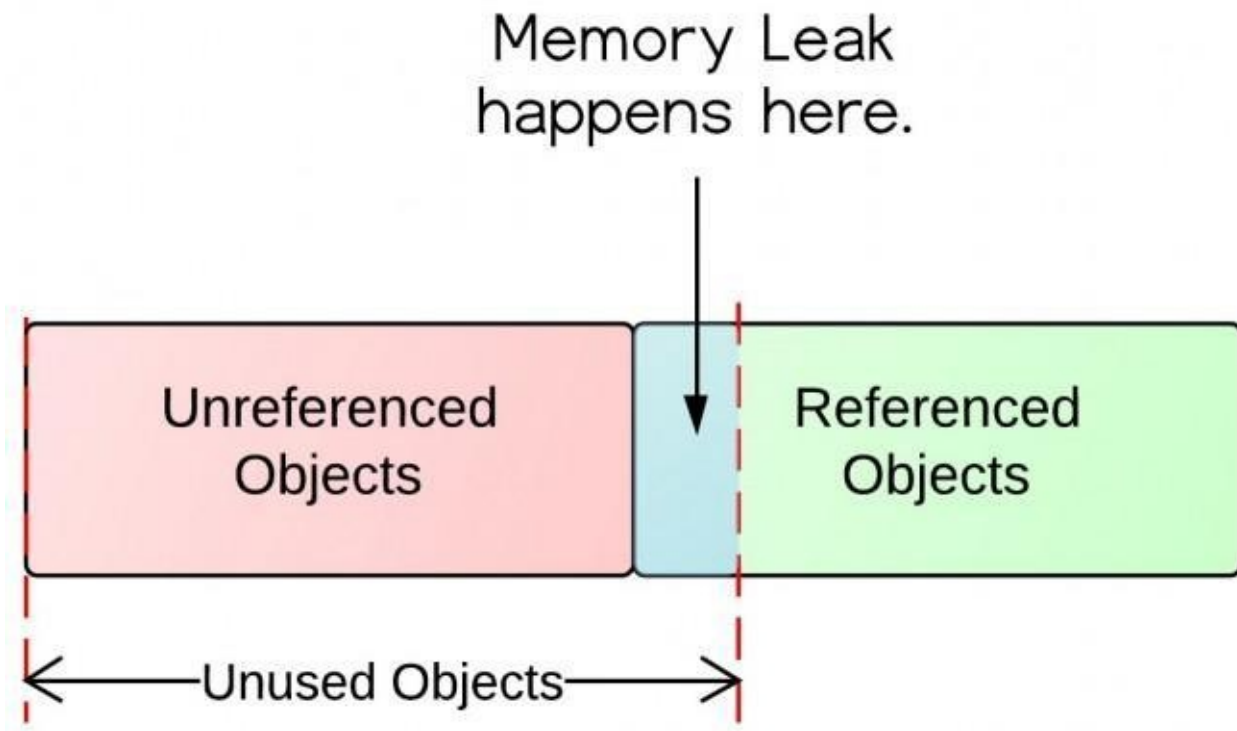 Memory Leak
happens here.
Unreferenced
Objects
Referenced
Objects
Unused Objects